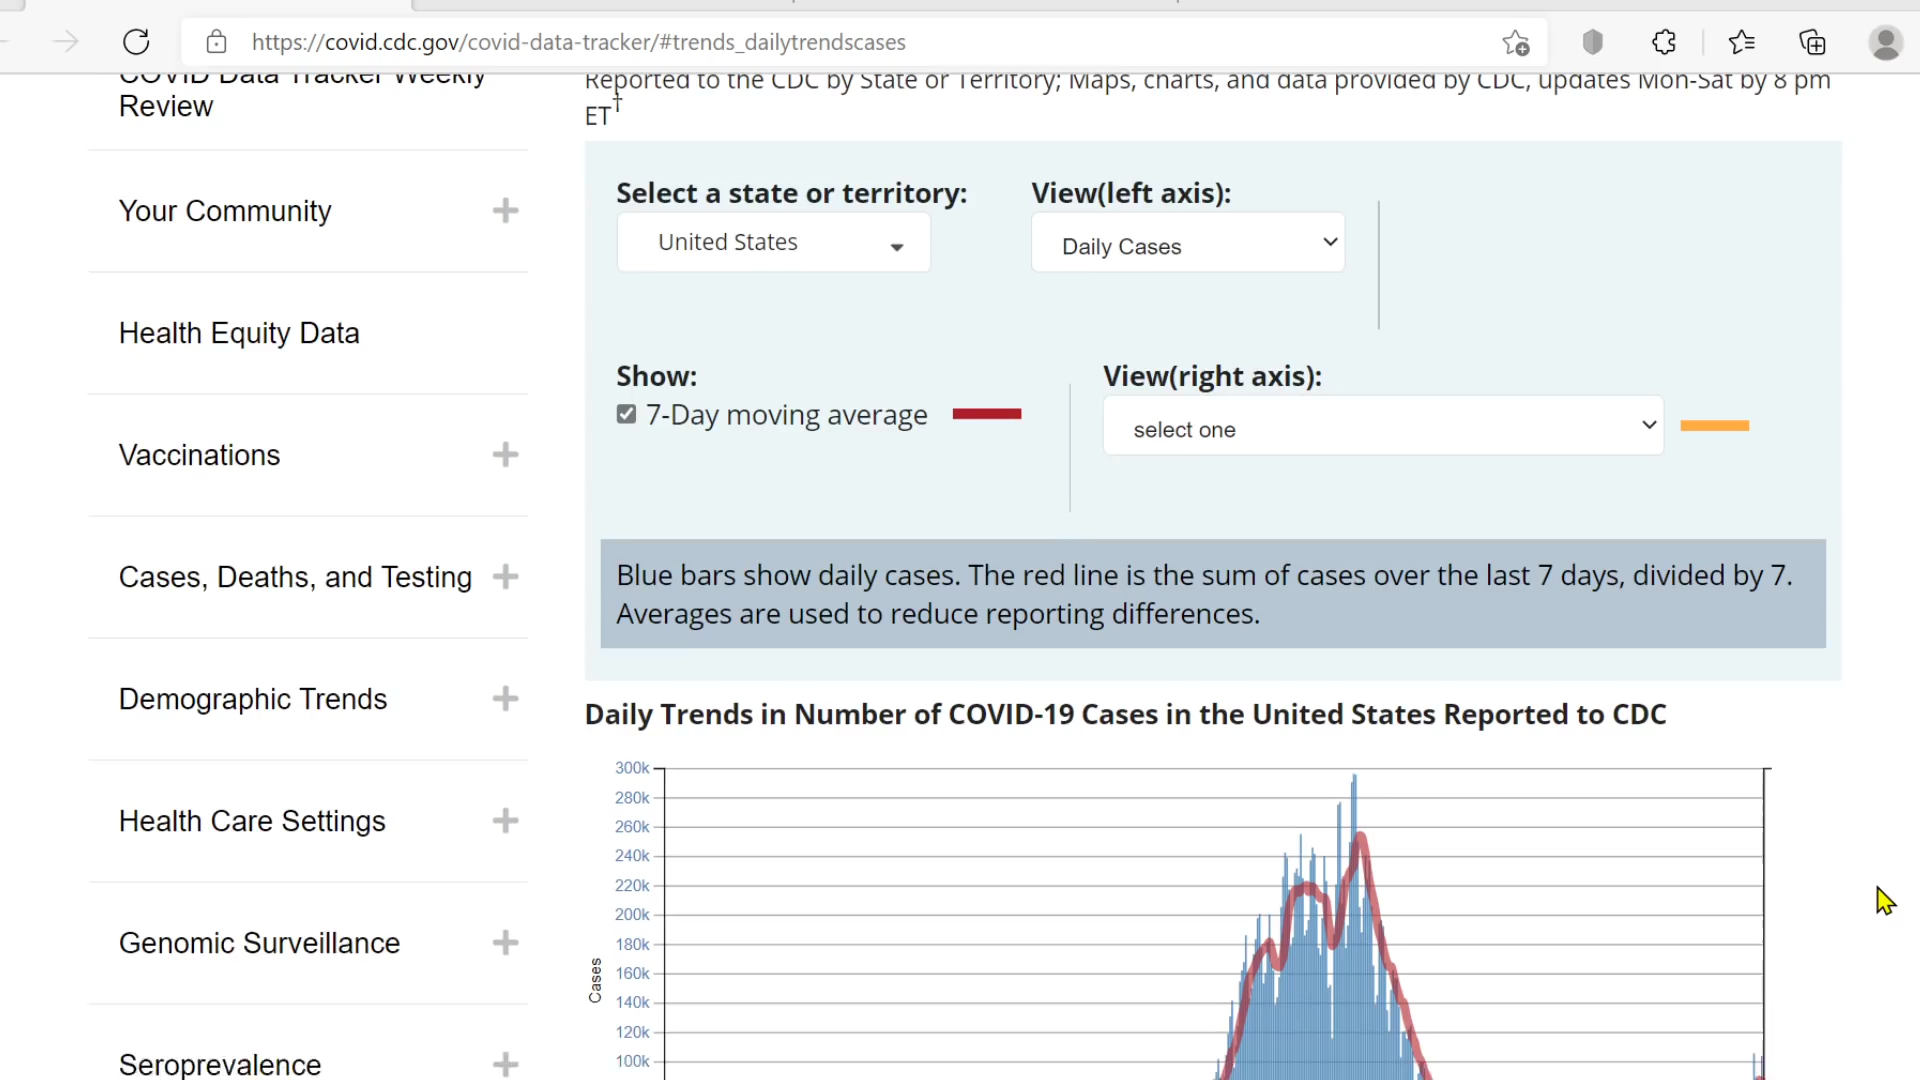 https://covid.cdc.gov/covid-data-tracker/#trends_dailytrendscases
COVID Data Tracker Weekly
Review
Your Community
Health Equity Data
Vaccinations
Cases, Deaths, and Testing
Demographic Trends
Health Care Settings
Genomic Surveillance
Seroprevalence
Reported to the CDC by State or Territory; Maps, charts, and data provided by CDC, updates Mon-Sat by 8 pm
ET†
Select a state or territory:
United States
View(left axis):
Daily Cases
Show:
7-Day moving average
View(right axis):
select one
Blue bars show daily cases. The red line is the sum of cases over the last 7 days, divided by 7.
Averages are used to reduce reporting differences.
Daily Trends in Number of COVID-19 Cases in the United States Reported to CDC
300k
280k
260k
240k
220k
200k
180k
160k
140k
120k
100k
Cases